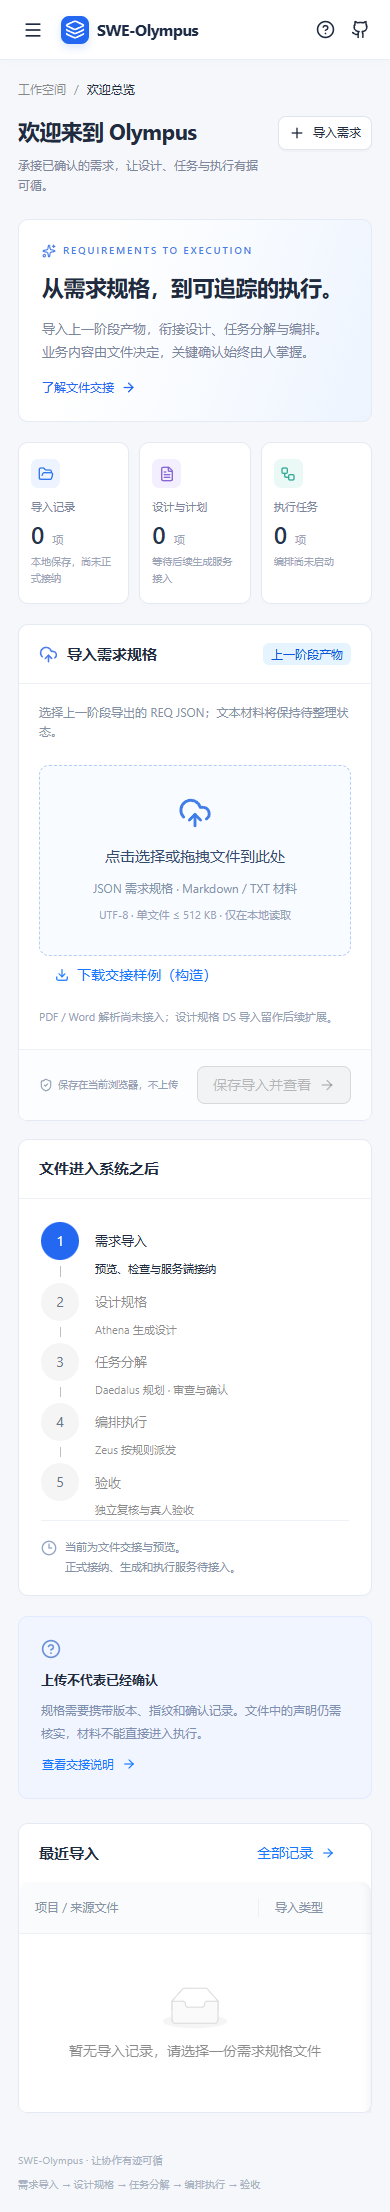 SWE-Olympus
工作空间 / 欢迎总览
欢迎来到 Olympus
导入需求
承接已确认的需求，让设计、任务与执行有据
可循。
REQUIREMENTS TO EXECUTION
从需求规格，到可追踪的执行。
导入上一阶段产物，衔接设计、任务分解与编排。
业务内容由文件决定，关键确认始终由人掌握。
了解文件交接 →
导入记录
0 项
本地保存，尚未正
式接纳
设计与计划
0 项
等待后续生成服务
接入
执行任务
0 项
编排尚未启动
导入需求规格
上一阶段产物
选择上一阶段导出的 REQ JSON；文本材料将保持待整理状
态。
点击选择或拖拽文件到此处
JSON 需求规格 · Markdown / TXT 材料
UTF-8 · 单文件 ≤ 512 KB · 仅在本地读取
下载交接样例（构造）
PDF / Word 解析尚未接入；设计规格 DS 导入留作后续扩展。
保存在当前浏览器，不上传
保存导入并查看 →
文件进入系统之后
1 需求导入
预览、检查与服务端接纳
2 设计规格
Athena 生成设计
3 任务分解
Daedalus 规划 · 审查与确认
4 编排执行
Zeus 按规则派发
5 验收
独立复核与真人验收
当前为文件交接与预览。
正式接纳、生成和执行服务待接入。
上传不代表已经确认
规格需要携带版本、指纹和确认记录。文件中的声明仍需
核实，材料不能直接进入执行。
查看交接说明 →
最近导入
全部记录 →
项目 / 来源文件
导入类型
暂无导入记录，请选择一份需求规格文件
SWE-Olympus · 让协作有迹可循
需求导入 → 设计规格 → 任务分解 → 编排执行 → 验收